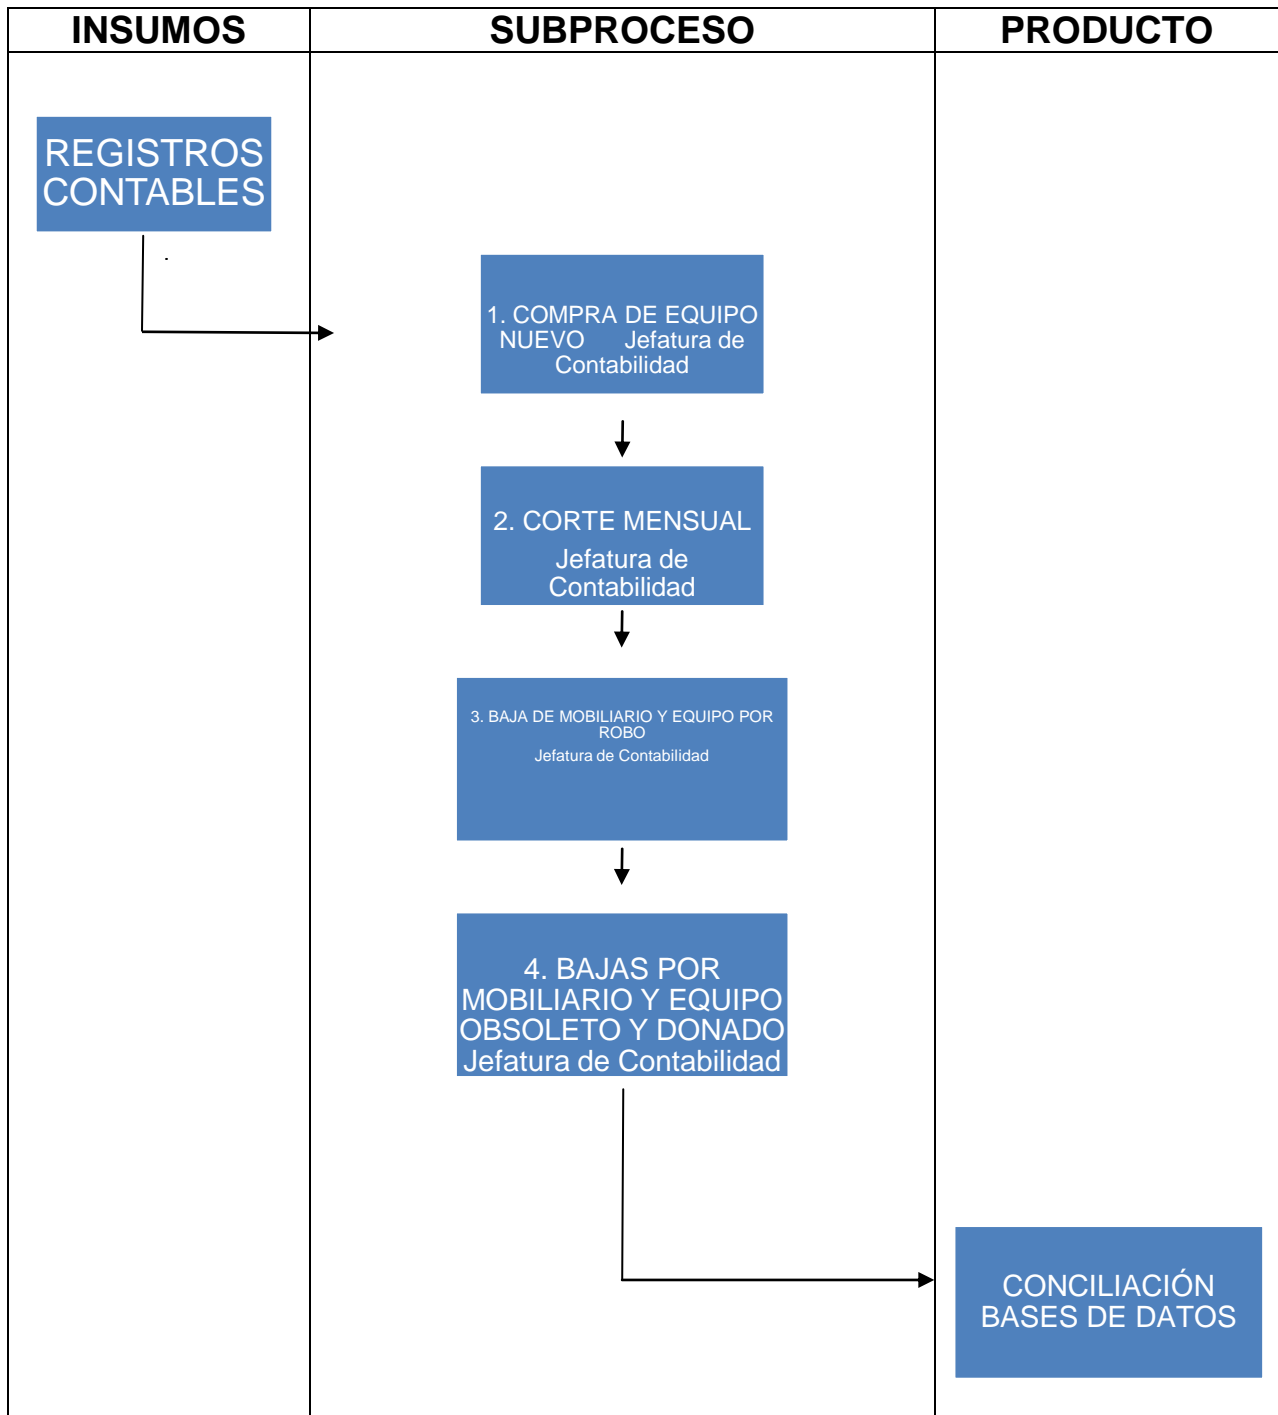 INSUMOS
SUBPROCESO
PRODUCTO
REGISTROS
CONTABLES
.
1. COMPRA DE EQUIPO
NUEVO Jefatura de
Contabilidad
2. CORTE MENSUAL
Jefatura de
Contabilidad
3. BAJA DE MOBILIARIO Y EQUIPO POR
ROBO
Jefatura de Contabilidad
4. BAJAS POR
MOBILIARIO Y EQUIPO
OBSOLETO Y DONADO
Jefatura de Contabilidad
CONCILIACIÓN
BASES DE DATOS